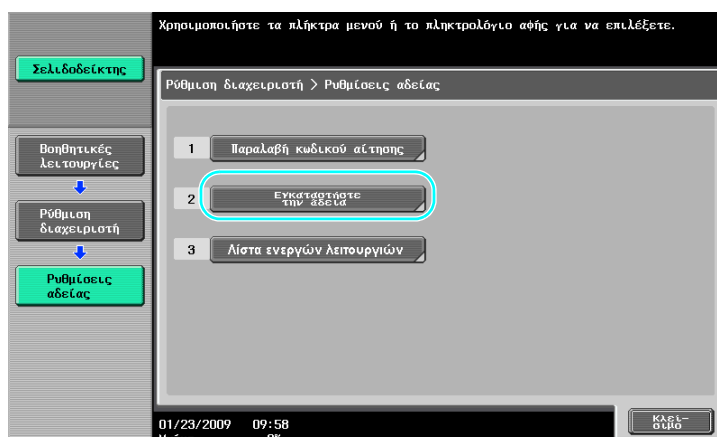 Χρησιμοποιήστε τα πλήκτρα μενού ή το πληκτρολόγιο αφής για να επιλέξετε.
Σελιδοδείκτης
Ρύθμιση διαχειριστή > Ρυθμίσεις αδείας
Βοηθητικές
λειτουργίες
Ρύθμιση
διαχειριστή
Ρυθμίσεις
αδείας
1 Παραλαβή κωδικού αίτησης
2 Εγκαταστήστε
την άδεια
3 Λίστα ενεργών λειτουργιών
01/23/2009 09:58
Κλεί-
σιμο